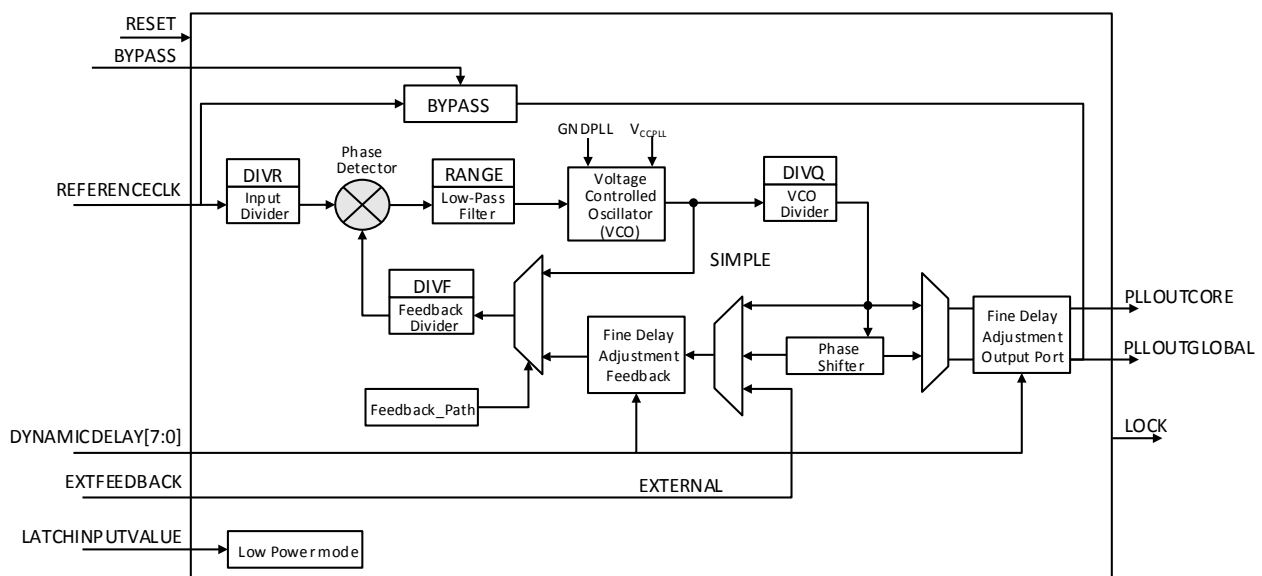 RESET
BYPASS
BYPASS
GNDPLL
VCCPLL
Phase
Detector
DIVR
Input
Divider
RANGE
Low-Pass
Filter
Voltage
Controlled
Oscillator
(VCO)
DIVQ
VCO
Divider
REFERENCECLK
SIMPLE
DIVF
Feedback
Divider
Fine Delay
Adjustment
Feedback
Phase
Shifter
Fine Delay
Adjustment
Output Port
PLLOUTCORE
PLLOUTGLOBAL
Feedback_Path
DYNAMICDELAY[7:0]
LOCK
EXTFEEDBACK
EXTERNAL
LATCHINPUTVALUE
Low Power mode